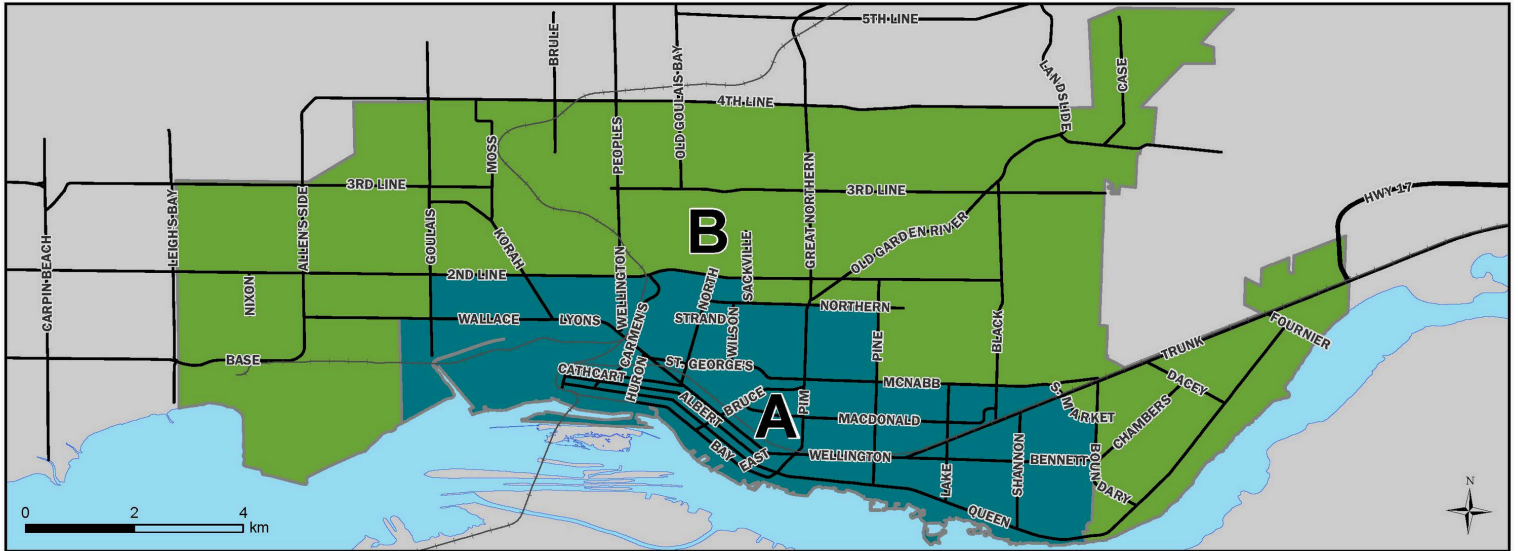 5TH LINE
BRULE
OLD GOULAIS BAY
LANDSLIDE
CASE
4TH LINE
PEOPLES
MOSS
GREAT NORTHERN
3RD LINE
3RD LINE
HWY 17
LEIGH'S BAY
ALLEN'S SIDE
GOULAIS
KORAH
B
OLD GARDEN RIVER
CARPIN BEACH
SACKVILLE
2ND LINE
WELLINGTON
NORTH
NIXON
NORTHERN
WALLACE
LYONS
CARMEN'S
STRAND
WILSON
PINE
BLACK
FOURNIER
TRUNK
BASE
ST. GEORGE'S
CATHCART
HURON
MCNABB
DACEY
S. MARKET
ALBERT
BRUCE
A
PIM
MACDONALD
CHAMBERS
BAY
EAST
WELLINGTON
LAKE
SHANNON
BENNETT
BOUNDARY
QUEEN
N
0 2 4
km